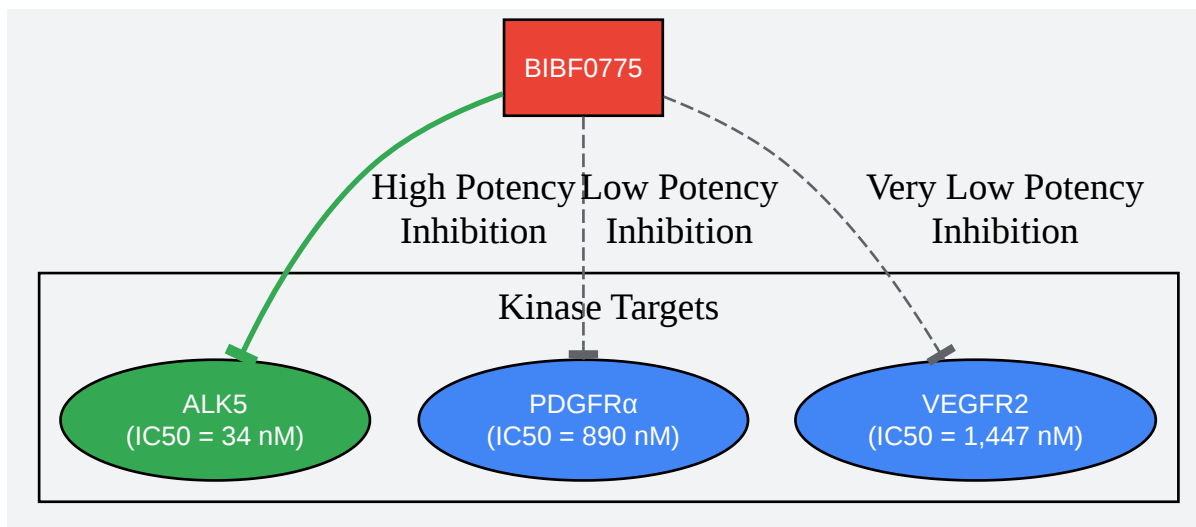 BIBF0775
High Potency
Inhibition
Low Potency
Inhibition
Very Low Potency
Inhibition
Kinase Targets
ALK5
(IC50 = 34 nM)
PDGFRα
(IC50 = 890 nM)
VEGFR2
(IC50 = 1,447 nM)